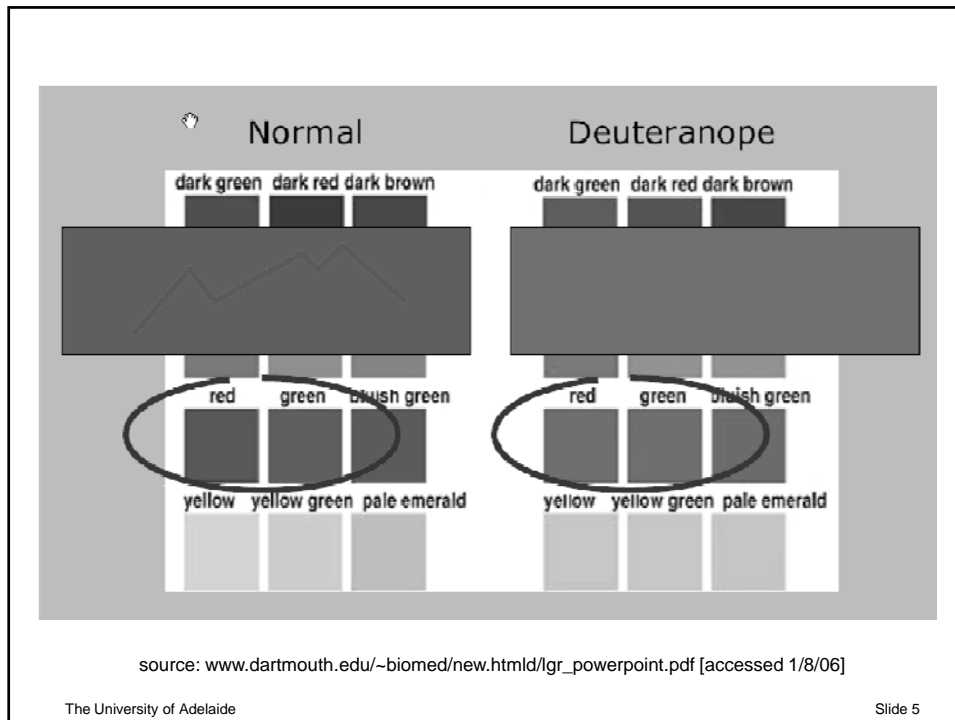 Normal Deuteranope
dark green dark red dark brown dark green dark red dark brown
red green bluish green red green bluish green
yellow yellow green pale emerald yellow yellow green pale emerald
source: www.dartmouth.edu/~biomed/new.htmld/lgr_powerpoint.pdf [accessed 1/8/06]
The University of Adelaide Slide 5